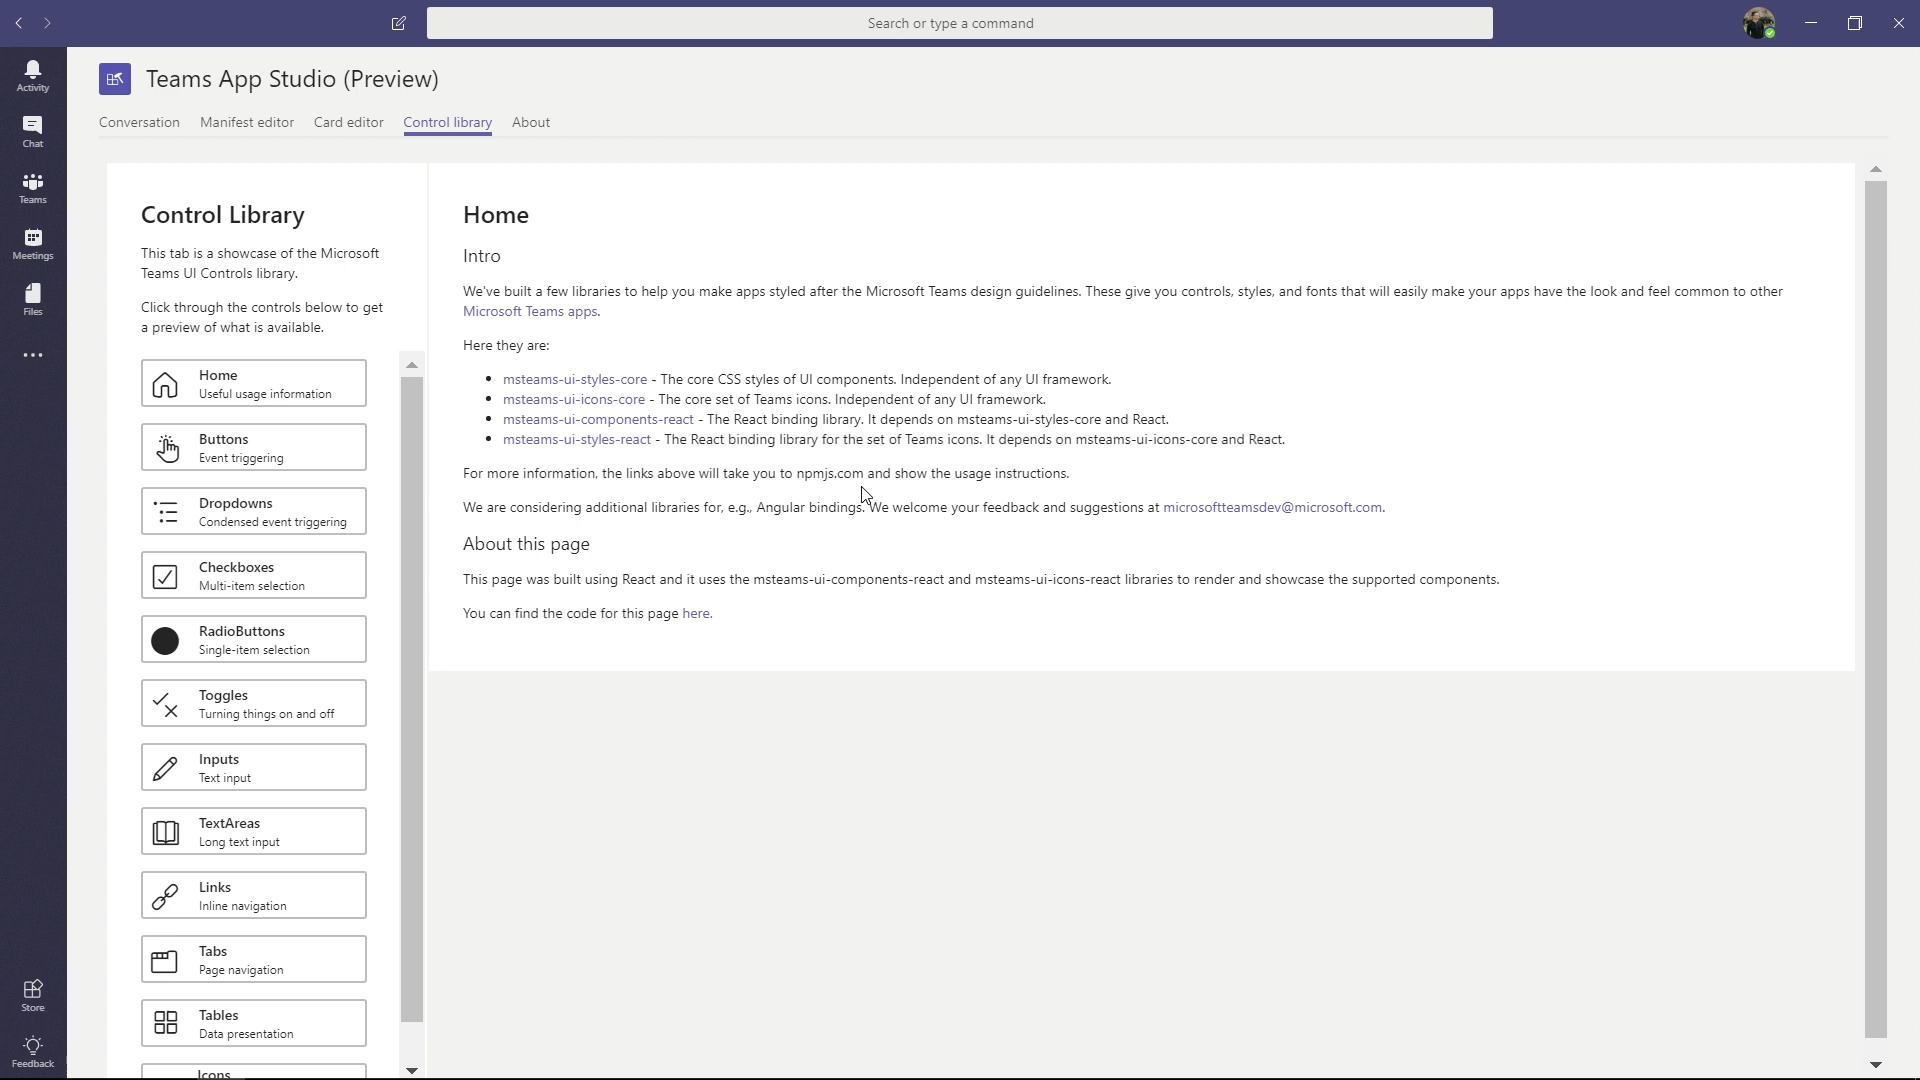 Search or type a command
Activity
Chat
Teams
Meetings
Files
Store
Feedback
Teams App Studio (Preview)
Conversation Manifest editor Card editor Control library About
Control Library
This tab is a showcase of the Microsoft
Teams UI Controls library.
Click through the controls below to get
a preview of what is available.
Home
Useful usage information
Buttons
Event triggering
Dropdowns
Condensed event triggering
Checkboxes
Multi-item selection
RadioButtons
Single-item selection
Toggles
Turning things on and off
Inputs
Text input
TextAreas
Long text input
Links
Inline navigation
Tabs
Page navigation
Tables
Data presentation
Icons
Home
Intro
We've built a few libraries to help you make apps styled after the Microsoft Teams design guidelines. These give you controls, styles, and fonts that will easily make your apps have the look and feel common to other
Microsoft Teams apps.
Here they are:
• msteams-ui-styles-core - The core CSS styles of UI components. Independent of any UI framework.
• msteams-ui-icons-core - The core set of Teams icons. Independent of any UI framework.
• msteams-ui-components-react - The React binding library. It depends on msteams-ui-styles-core and React.
• msteams-ui-styles-react - The React binding library for the set of Teams icons. It depends on msteams-ui-icons-core and React.
For more information, the links above will take you to npmjs.com and show the usage instructions.
We are considering additional libraries for, e.g., Angular bindings. We welcome your feedback and suggestions at microsoftteamsdev@microsoft.com.
About this page
This page was built using React and it uses the msteams-ui-components-react and msteams-ui-icons-react libraries to render and showcase the supported components.
You can find the code for this page here.